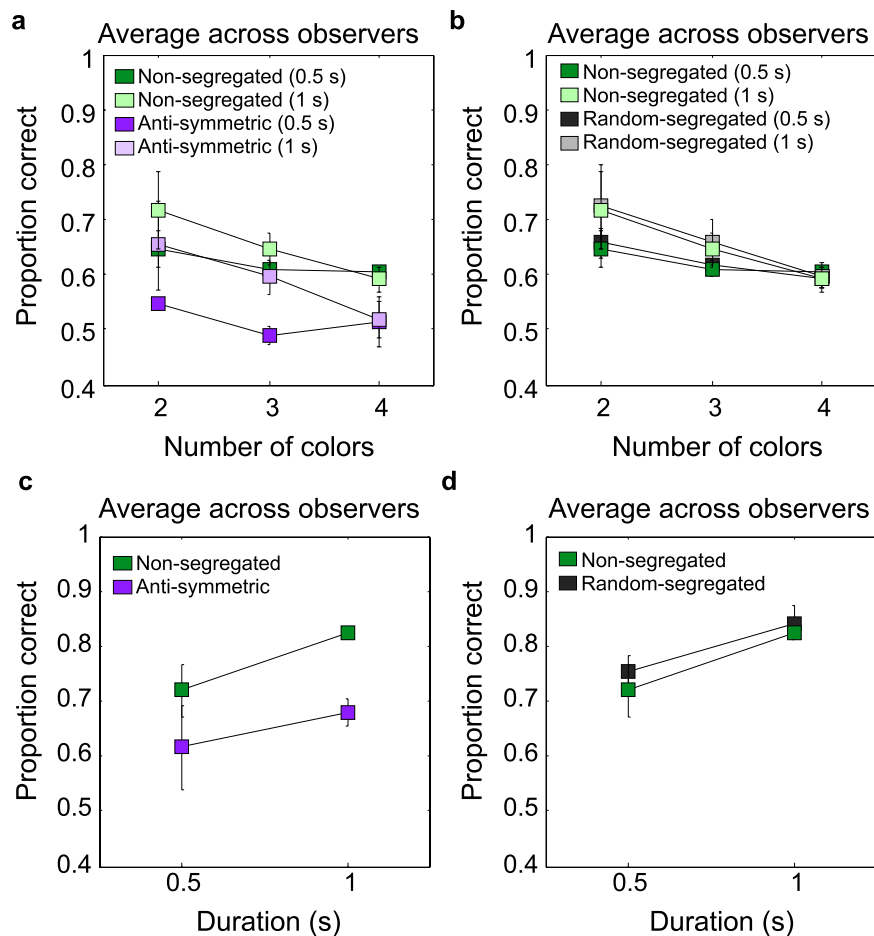 a
Average across observers
1
0.9
0.8
0.7
0.6
0.5
0.4
Proportion correct
Non-segregated (0.5 s)
Non-segregated (1 s)
Anti-symmetric (0.5 s)
Anti-symmetric (1 s)
2 3 4
Number of colors
b
Average across observers
1
0.9
0.8
0.7
0.6
0.5
0.4
Proportion correct
Non-segregated (0.5 s)
Non-segregated (1 s)
Random-segregated (0.5 s)
Random-segregated (1 s)
2 3 4
Number of colors
c
Average across observers
1
0.9
0.8
0.7
0.6
0.5
0.4
Proportion correct
Non-segregated
Anti-symmetric
0.5 1
Duration (s)
d
Average across observers
1
0.9
0.8
0.7
0.6
0.5
0.4
Proportion correct
Non-segregated
Random-segregated
0.5 1
Duration (s)